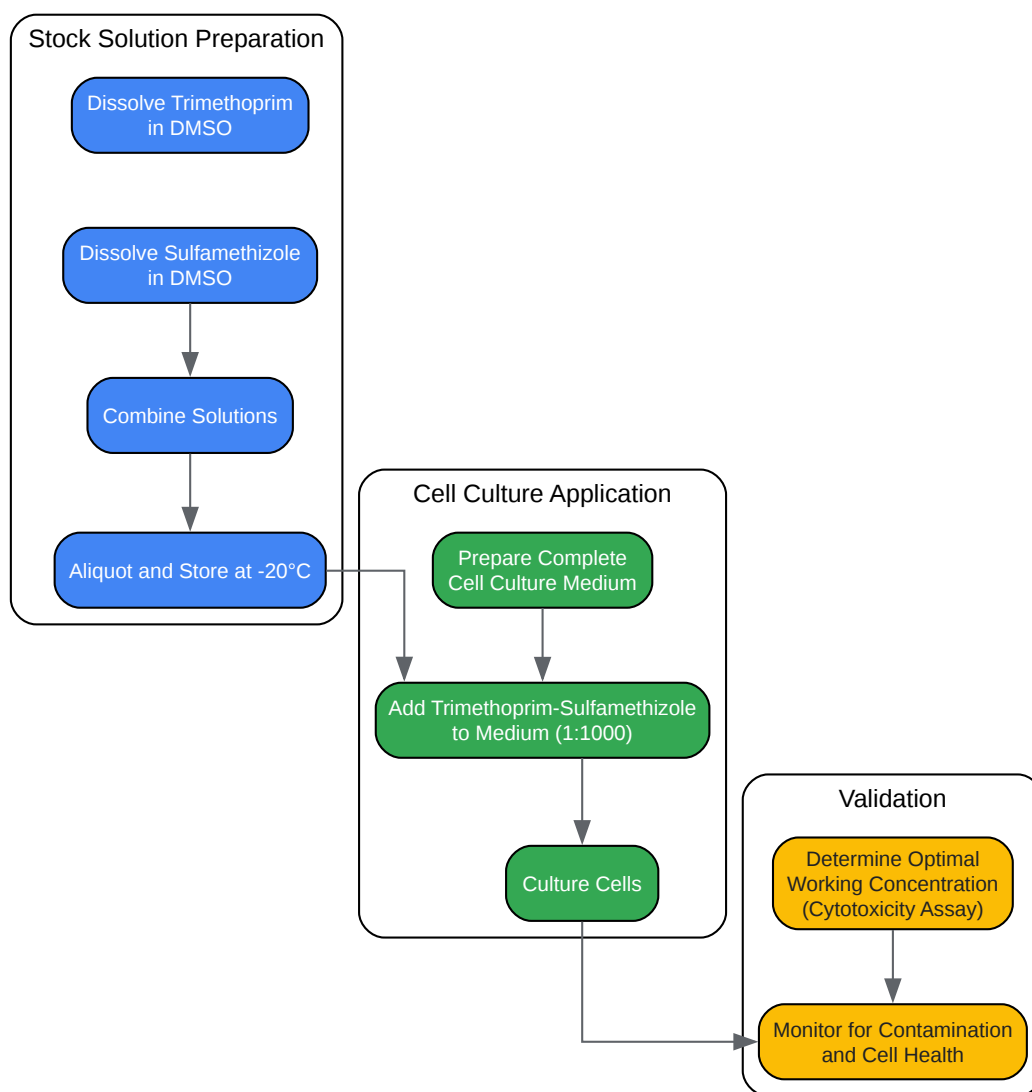 Stock Solution Preparation
Dissolve Trimethoprim
in DMSO
Dissolve Sulfamethizole
in DMSO
Combine Solutions
Aliquot and Store at -20°C
Cell Culture Application
Prepare Complete
Cell Culture Medium
Add Trimethoprim-Sulfamethizole
to Medium (1:1000)
Culture Cells
Validation
Determine Optimal
Working Concentration
(Cytotoxicity Assay)
Monitor for Contamination
and Cell Health